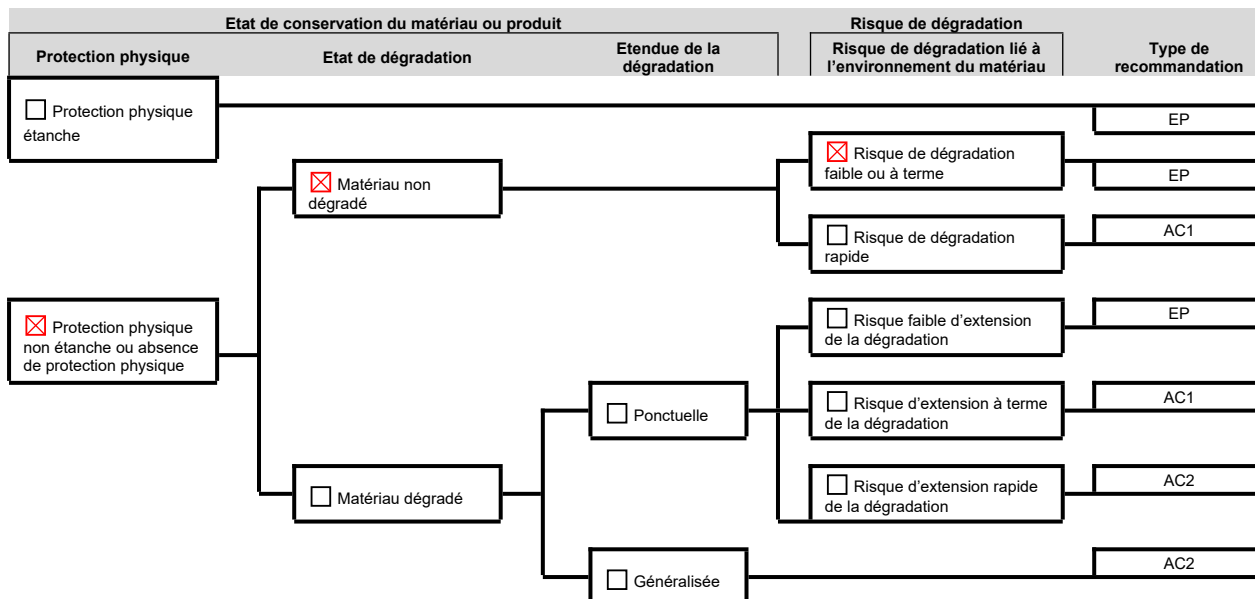 Etat de conservation du matériau ou produit
Risque de dégradation
Protection physique
Etat de dégradation
Etendue de la
dégradation
Risque de dégradation lié à
l'environnement du matériau
Type de
recommandation
Protection physique
étanche
EP
Matériau non
dégradé
Risque de dégradation
faible ou à terme
EP
Risque de dégradation
rapide
AC1
Protection physique
non étanche ou absence
de protection physique
Risque faible d'extension
de la dégradation
EP
Ponctuelle
Risque d'extension à terme
de la dégradation
AC1
Matériau dégradé
Risque d'extension rapide
de la dégradation
AC2
Généralisée
AC2